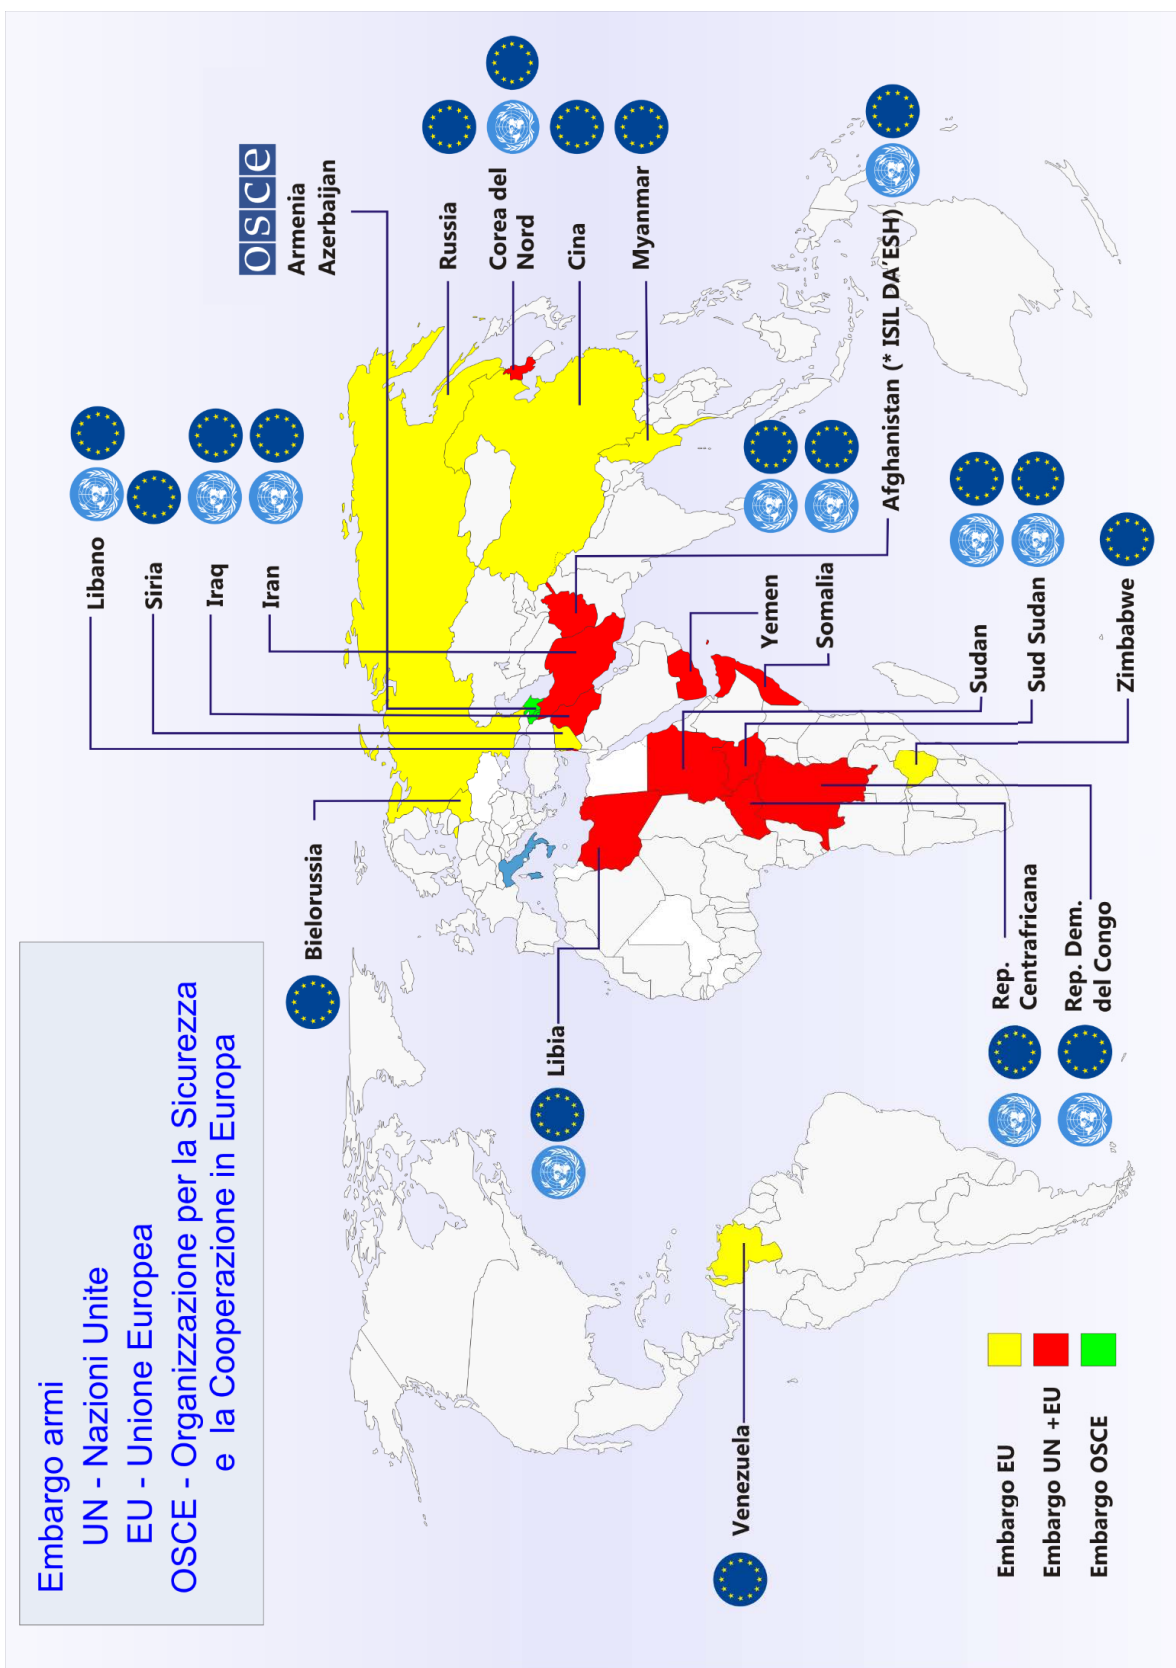 Embargo armi
UN - Nazioni Unite
EU - Unione Europea
OSCE - Organizzazione per la Sicurezza
e la Cooperazione in Europa
Bielorussia
Libano
Siria
Iraq
Iran
osce
Armenia
Azerbaijan
Russia
Corea del
Nord
Cina
Myanmar
Afghanistan (* ISIL DA'ESH)
Libia
Yemen
Somalia
Sudan
Sud Sudan
Zimbabwe
Venezuela
Rep.
Centrafricana
Rep. Dem.
del Congo
Embargo EU
Embargo UN +EU
Embargo OSCE